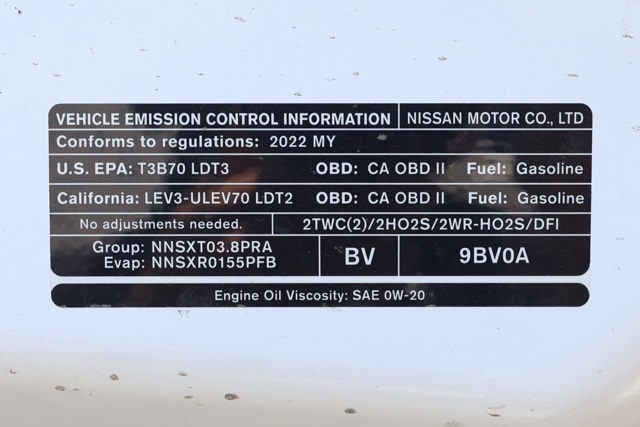 VEHICLE EMISSION CONTROL INFORMATION NISSAN MOTOR CO., LTD
Conforms to regulations: 2022 MY
U.S. EPA: T3B70 LDT3 OBD: CA OBD II Fuel: Gasoline
California: LEV3-ULEV70 LDT2 OBD: CA OBD II Fuel: Gasoline
No adjustments needed. 2TWC(2)/2HO2S/2WR-HO2S/DFI
Group: NNSXT03.8PRA
Evap: NNSXR0155PFB
BV 9BV0A
Engine Oil Viscosity: SAE 0W-20